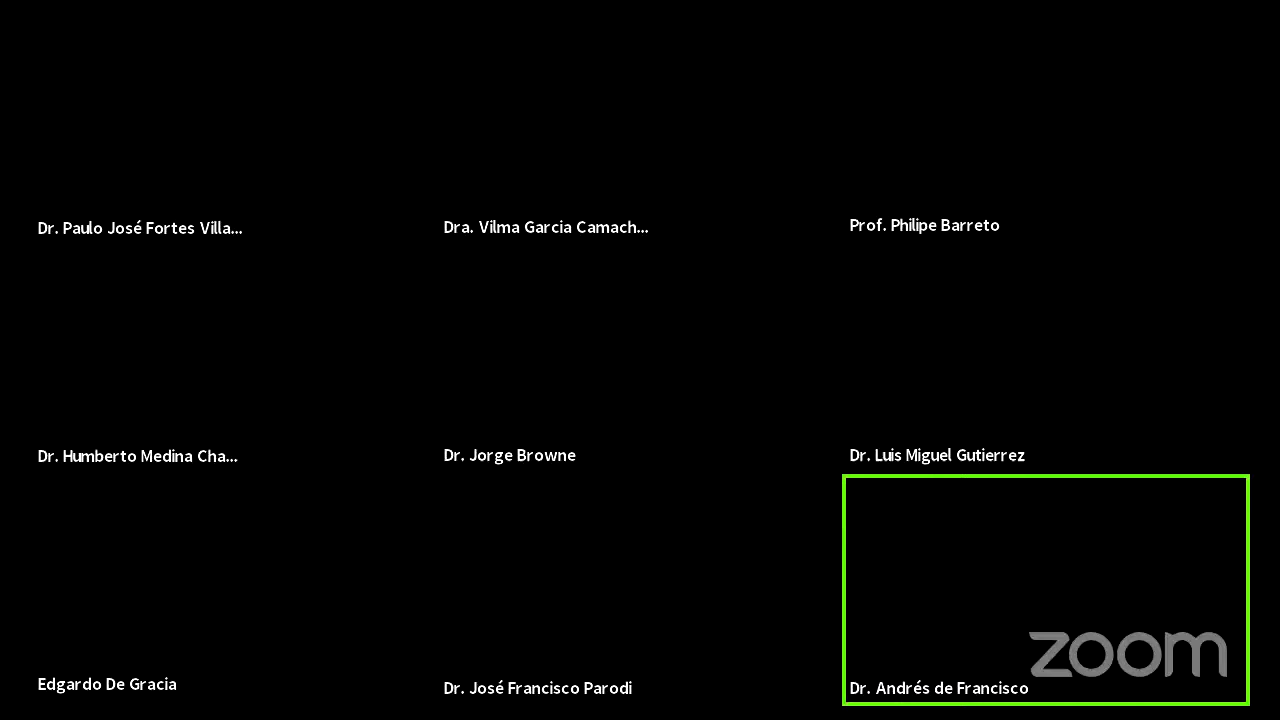 Dr. Paulo José Fortes Villa...
Dra. Vilma Garcia Camach...
Prof. Philipe Barreto
Dr. Humberto Medina Cha...
Dr. Jorge Browne
Dr. Luis Miguel Gutierrez
Edgardo De Gracia
Dr. José Francisco Parodi
Dr. Andrés de Francisco
zoom